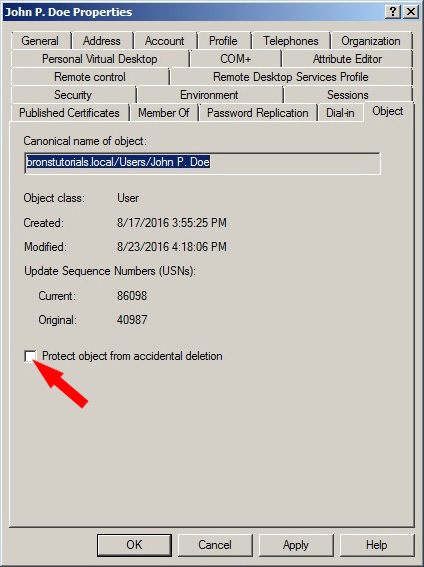 John P. Doe Properties
General Address Account Profile Telephones Organization
Personal Virtual Desktop COM+ Attribute Editor
Remote control Remote Desktop Services Profile
Security Environment Sessions
Published Certificates Member Of Password Replication Dial-in Object
Canonical name of object:
bronstutorials.local/Users/John P. Doe
Object class: User
Created: 8/17/2016 3:55:25 PM
Modified: 8/23/2016 4:18:06 PM
Update Sequence Numbers (USNs):
Current: 86098
Original: 40987
Protect object from accidental deletion
OK Cancel Apply Help